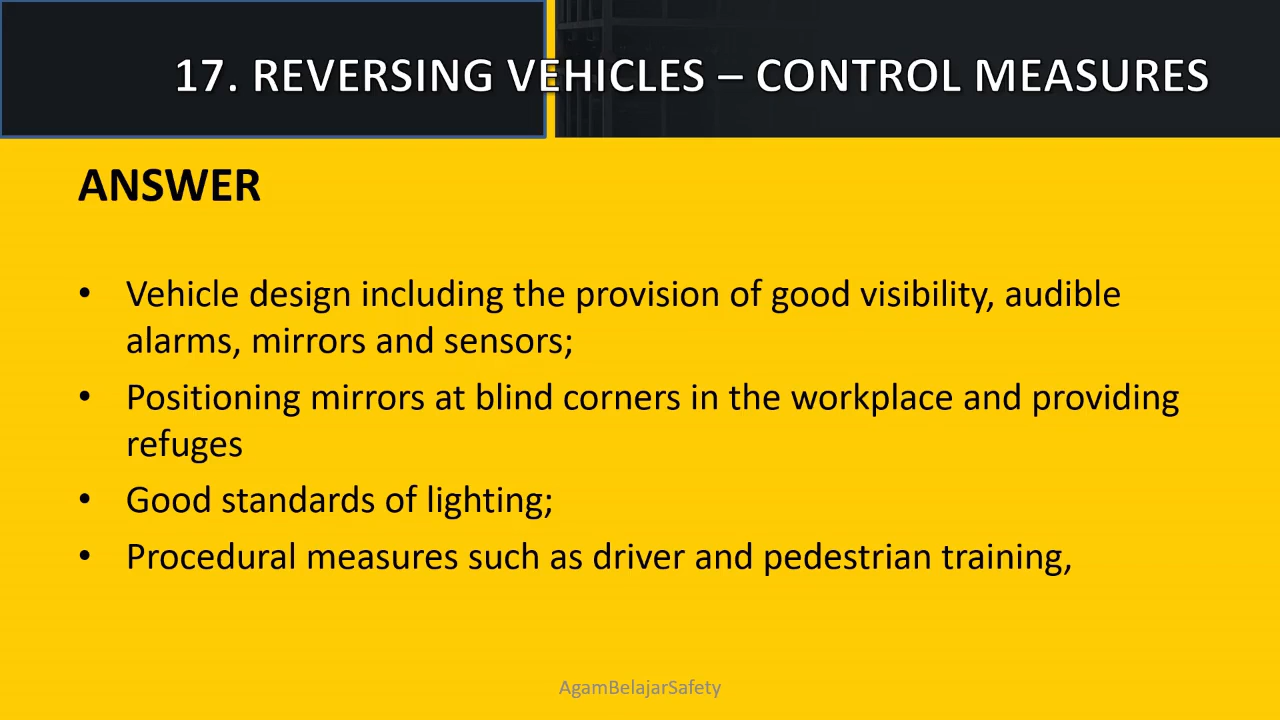 17. REVERSING VEHICLES – CONTROL MEASURES
ANSWER
• Vehicle design including the provision of good visibility, audible
alarms, mirrors and sensors;
• Positioning mirrors at blind corners in the workplace and providing
refuges
• Good standards of lighting;
• Procedural measures such as driver and pedestrian training,
AgamBelajarSafety